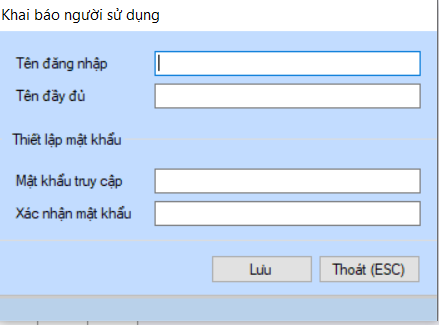 Khai báo người sử dụng
Tên đăng nhập
Tên đầy đủ
Thiết lập mật khẩu
Mật khẩu truy cập
Xác nhận mật khẩu
Lưu Thoát (ESC)